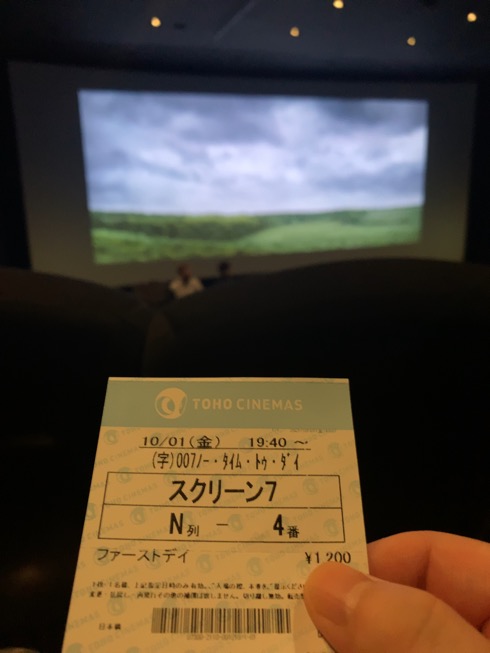 TOHO CINEMAS
10/01(金) 19:40 ~
(字)007ノー・タイム・トゥ・ダイ
スクリーン7
N列 - 4番
ファーストデイ ¥1,200